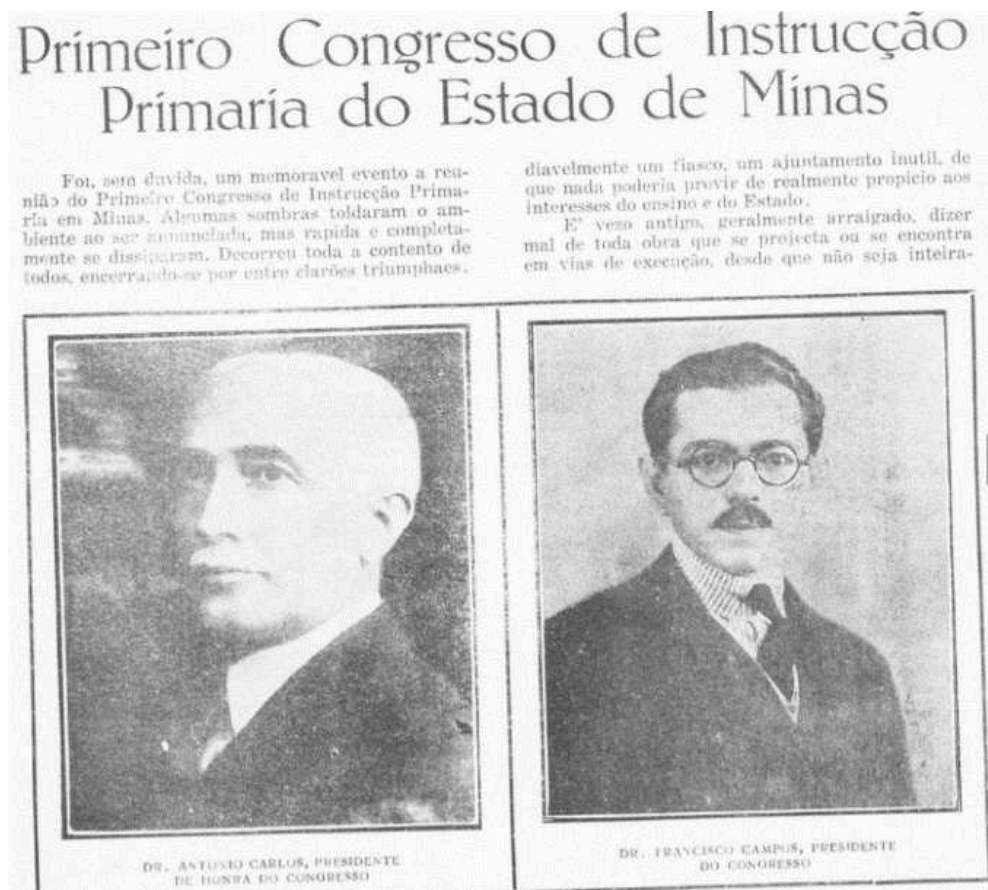 Primeiro Congresso de Instrucção
Primaria do Estado de Minas
Foi, sem duvida, um memoravel evento a reu-
nião do Primeiro Congresso de Instrucção Prima-
ria em Minas. Algumas sombras toldaram o am-
biente ao ser annunciada, mas rapida e completa-
mente se dissiparam. Decorreu toda a contento de
todos, encerrando-se por entre clarões triumphaes.
diavelmente um fiasco, um ajuntamento inutil, de
que nada poderia provir de realmente propicio aos
interesses do ensino e do Estado.
E' vezo antigo, geralmente arraigado, dizer
mal de toda obra que se projecta ou se encontra
em vias de execução, desde que não seja inteira-
DR. ANTONIO CARLOS, PRESIDENTE
DE HONRA DO CONGRESSO
DR. FRANCISCO CAMPOS, PRESIDENTE
DO CONGRESSO